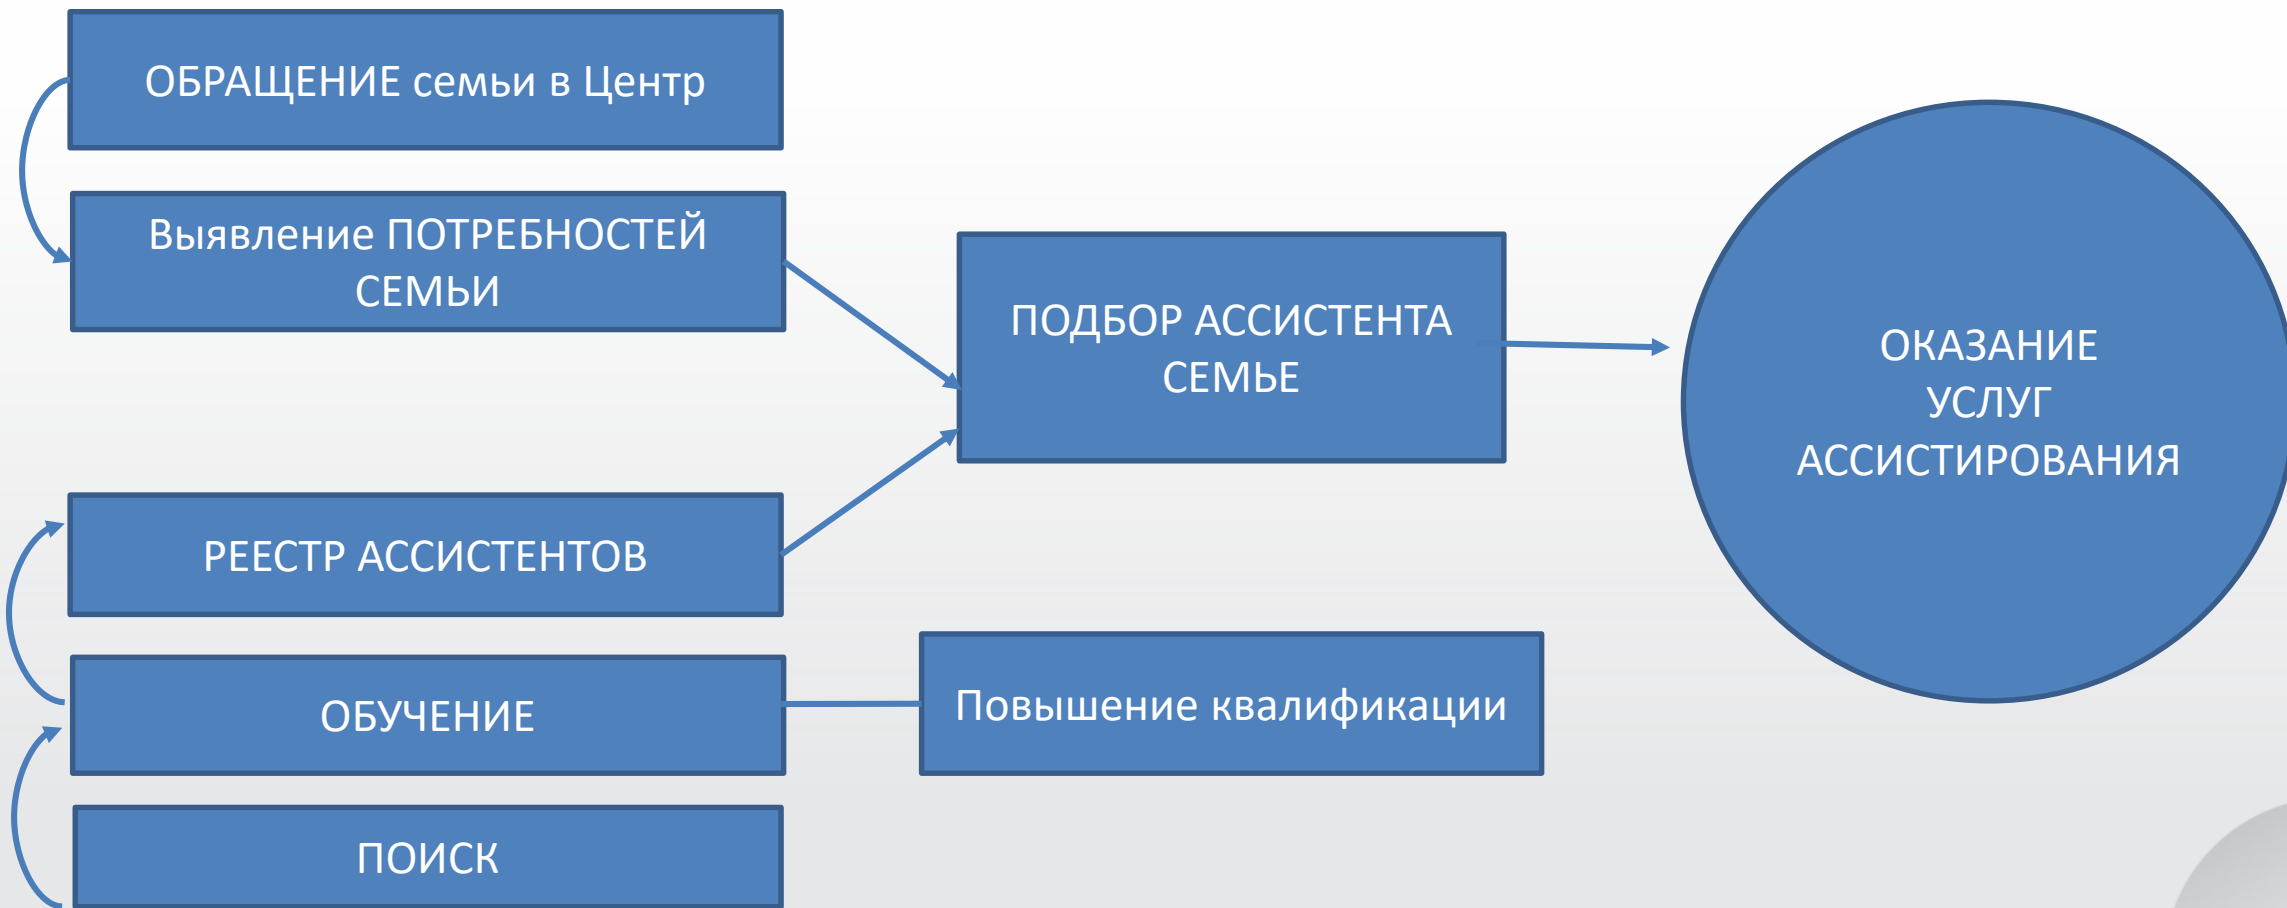 ОБРАЩЕНИЕ семьи в Центр
Выявление ПОТРЕБНОСТЕЙ
СЕМЬИ
ПОДБОР АССИСТЕНТА
СЕМЬЕ
ОКАЗАНИЕ
УСЛУГ
АССИСТИРОВАНИЯ
РЕЕСТР АССИСТЕНТОВ
ОБУЧЕНИЕ
Повышение квалификации
ПОИСК